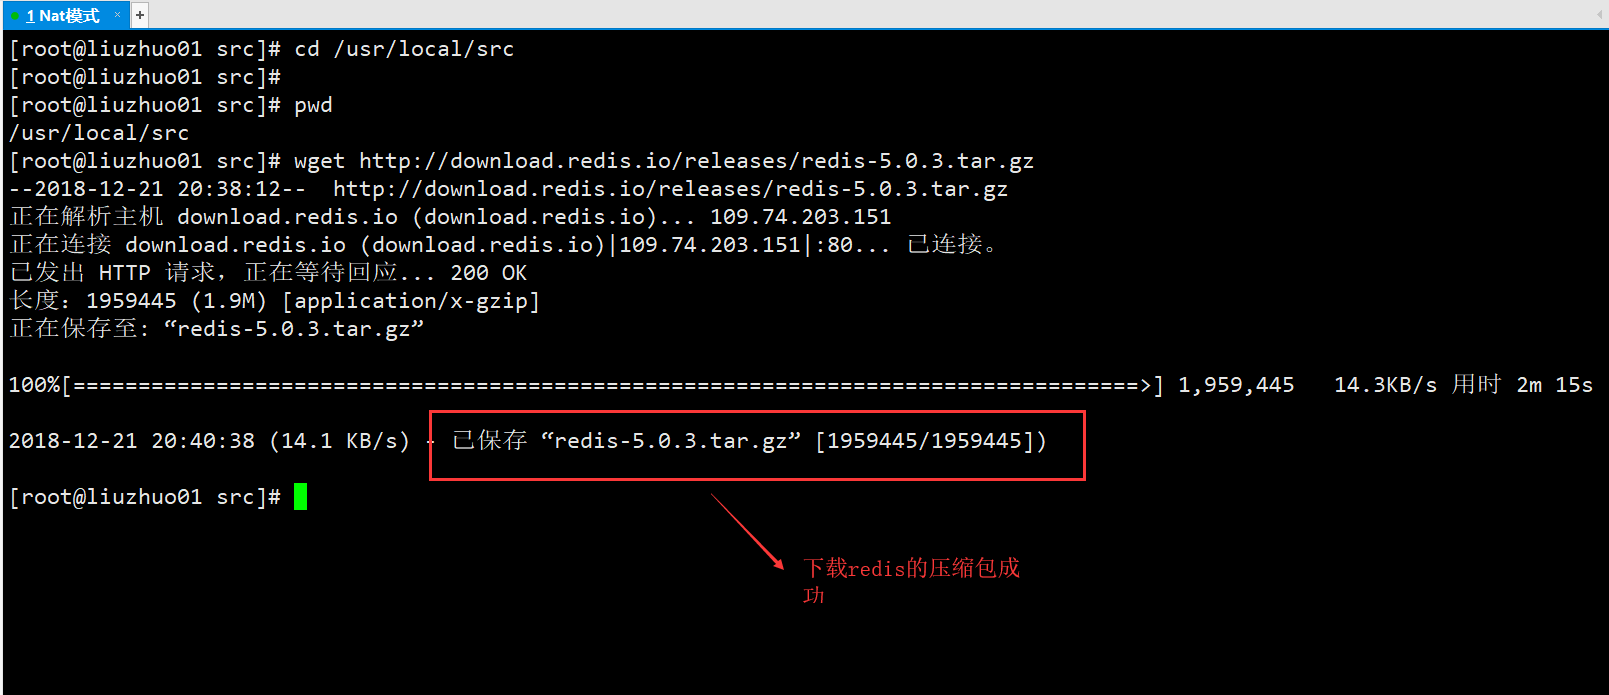 1 Nat模式 × +
[root@liuzhuo01 src]# cd /usr/local/src
[root@liuzhuo01 src]#
[root@liuzhuo01 src]# pwd
/usr/local/src
[root@liuzhuo01 src]# wget http://download.redis.io/releases/redis-5.0.3.tar.gz
--2018-12-21 20:38:12--  http://download.redis.io/releases/redis-5.0.3.tar.gz
正在解析主机 download.redis.io (download.redis.io)... 109.74.203.151
正在连接 download.redis.io (download.redis.io)|109.74.203.151|:80... 已连接。
已发出 HTTP 请求，正在等待回应... 200 OK
长度：1959445 (1.9M) [application/x-gzip]
正在保存至: “redis-5.0.3.tar.gz”
100%[==================================================================================>] 1,959,445   14.3KB/s 用时 2m 15s
2018-12-21 20:40:38 (14.1 KB/s) - 已保存 “redis-5.0.3.tar.gz” [1959445/1959445])
[root@liuzhuo01 src]#
下载redis的压缩包成
功